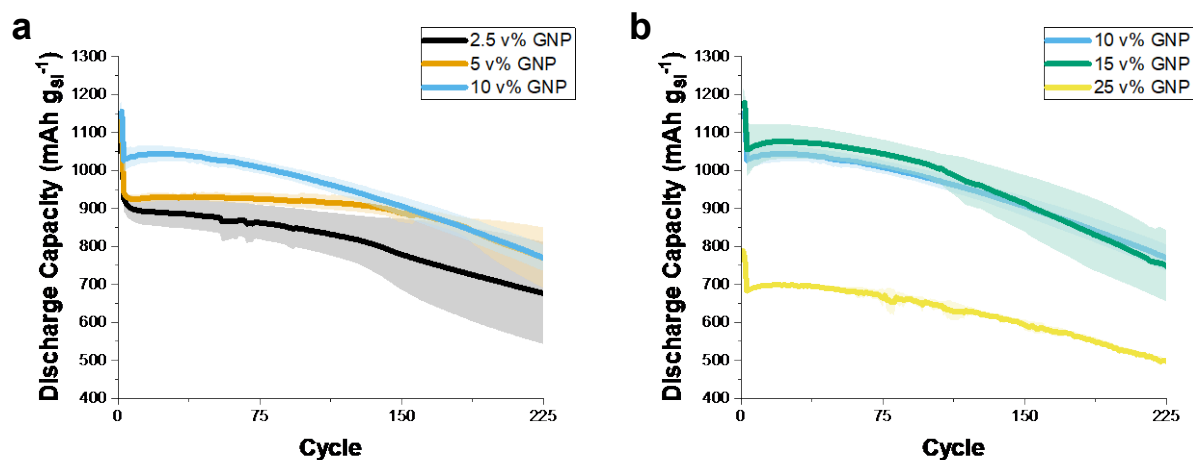 a
2.5 v% GNP
5 v% GNP
10 v% GNP
Discharge Capacity (mAh gSi⁻¹)
1300
1200
1100
1000
900
800
700
600
500
400
0
75
150
225
Cycle
b
10 v% GNP
15 v% GNP
25 v% GNP
Discharge Capacity (mAh gSi⁻¹)
1300
1200
1100
1000
900
800
700
600
500
400
0
75
150
225
Cycle